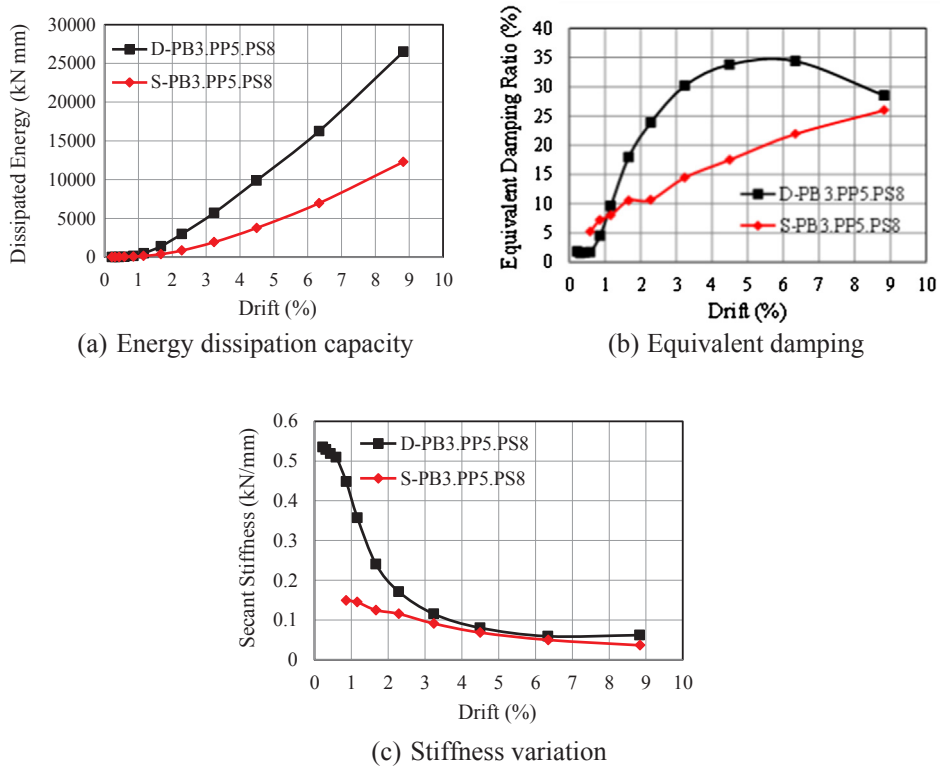 Dissipated Energy (kN mm)
30000
25000
20000
15000
10000
5000
0
D-PB3.PP5.PS8
S-PB3.PP5.PS8
0 1 2 3 4 5 6 7 8 9 10
Drift (%)
(a) Energy dissipation capacity
Equivalent Damping Ratio (%)
40
35
30
25
20
15
10
5
0
D-PB3.PP5.PS8
S-PB3.PP5.PS8
0 1 2 3 4 5 6 7 8 9 10
Drift (%)
(b) Equivalent damping
Secant Stiffness (kN/mm)
0.6
0.5
0.4
0.3
0.2
0.1
0
D-PB3.PP5.PS8
S-PB3.PP5.PS8
0 1 2 3 4 5 6 7 8 9 10
Drift (%)
(c) Stiffness variation